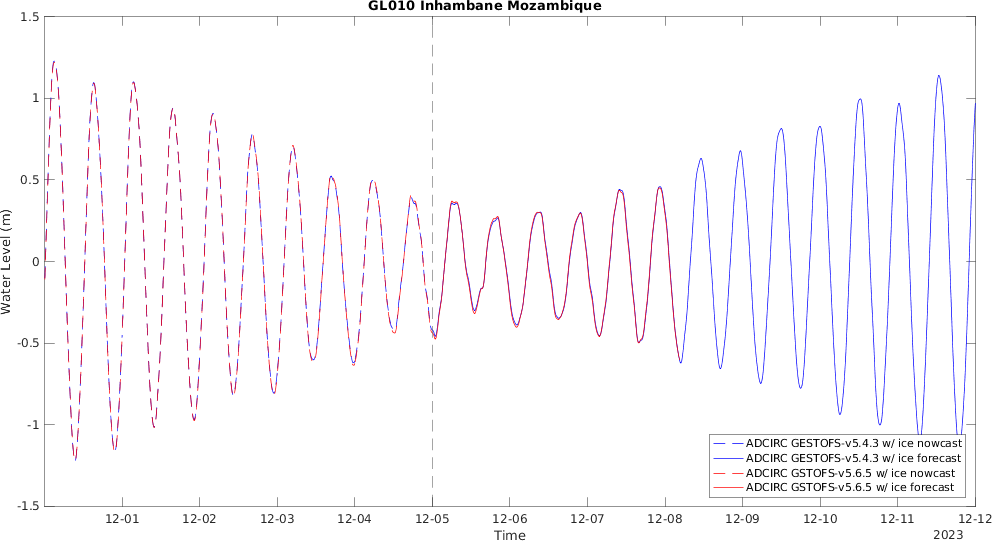 GL010 Inhambane Mozambique
1.5
1
0.5
0
-0.5
-1
-1.5
Water Level (m)
12-01 12-02 12-03 12-04 12-05 12-06 12-07 12-08 12-09 12-10 12-11 12-12
Time
2023
ADCIRC GESTOFS-v5.4.3 w/ ice nowcast
ADCIRC GESTOFS-v5.4.3 w/ ice forecast
ADCIRC GSTOFS-v5.6.5 w/ ice nowcast
ADCIRC GSTOFS-v5.6.5 w/ ice forecast